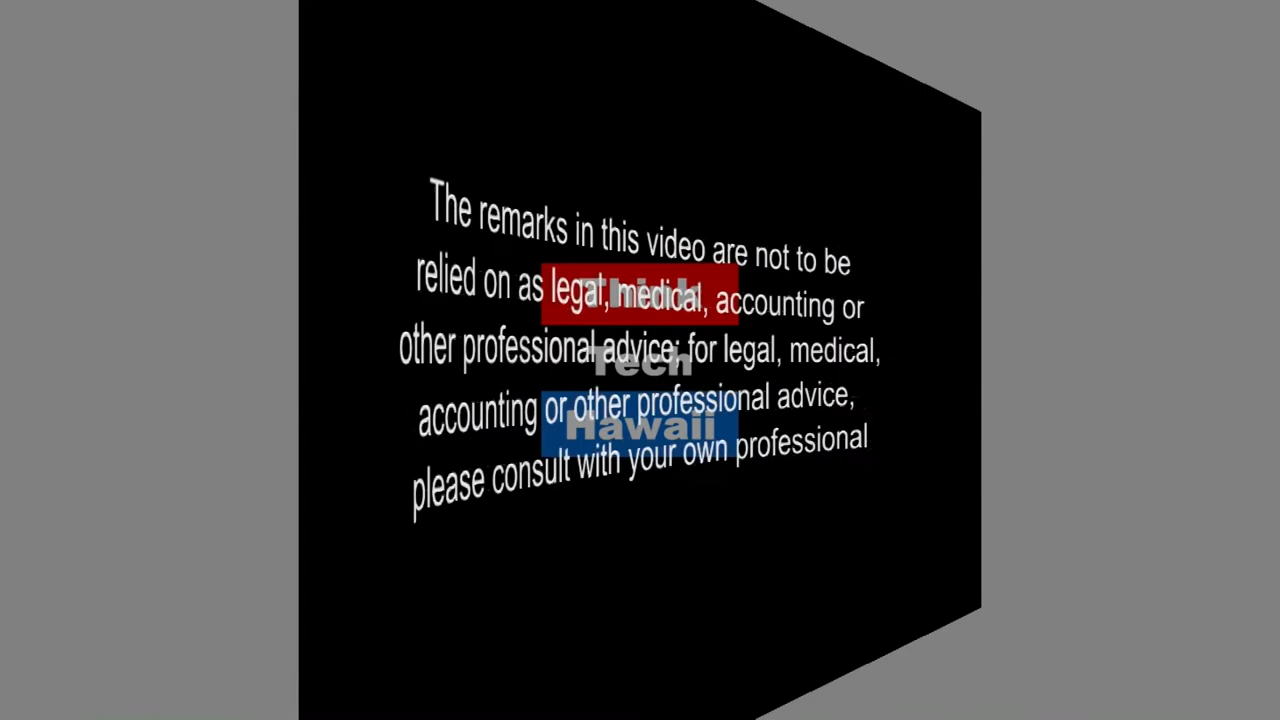 The remarks in this video are not to be
relied on as legal, medical, accounting or
other professional advice; for legal, medical,
accounting or other professional advice,
please consult with your own professional
Think
Tech
Hawaii